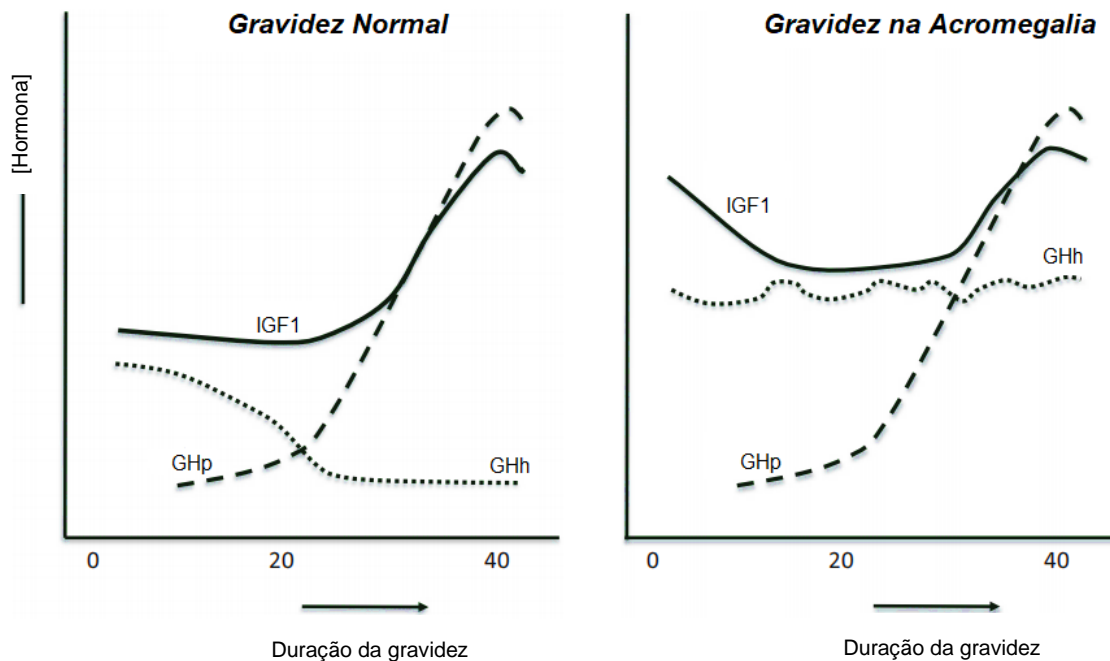 Gravidez Normal
[Hormona]
IGF1
GHp
GHh
0
20
40
Duração da gravidez
Gravidez na Acromegalia
IGF1
GHh
GHp
0
20
40
Duração da gravidez